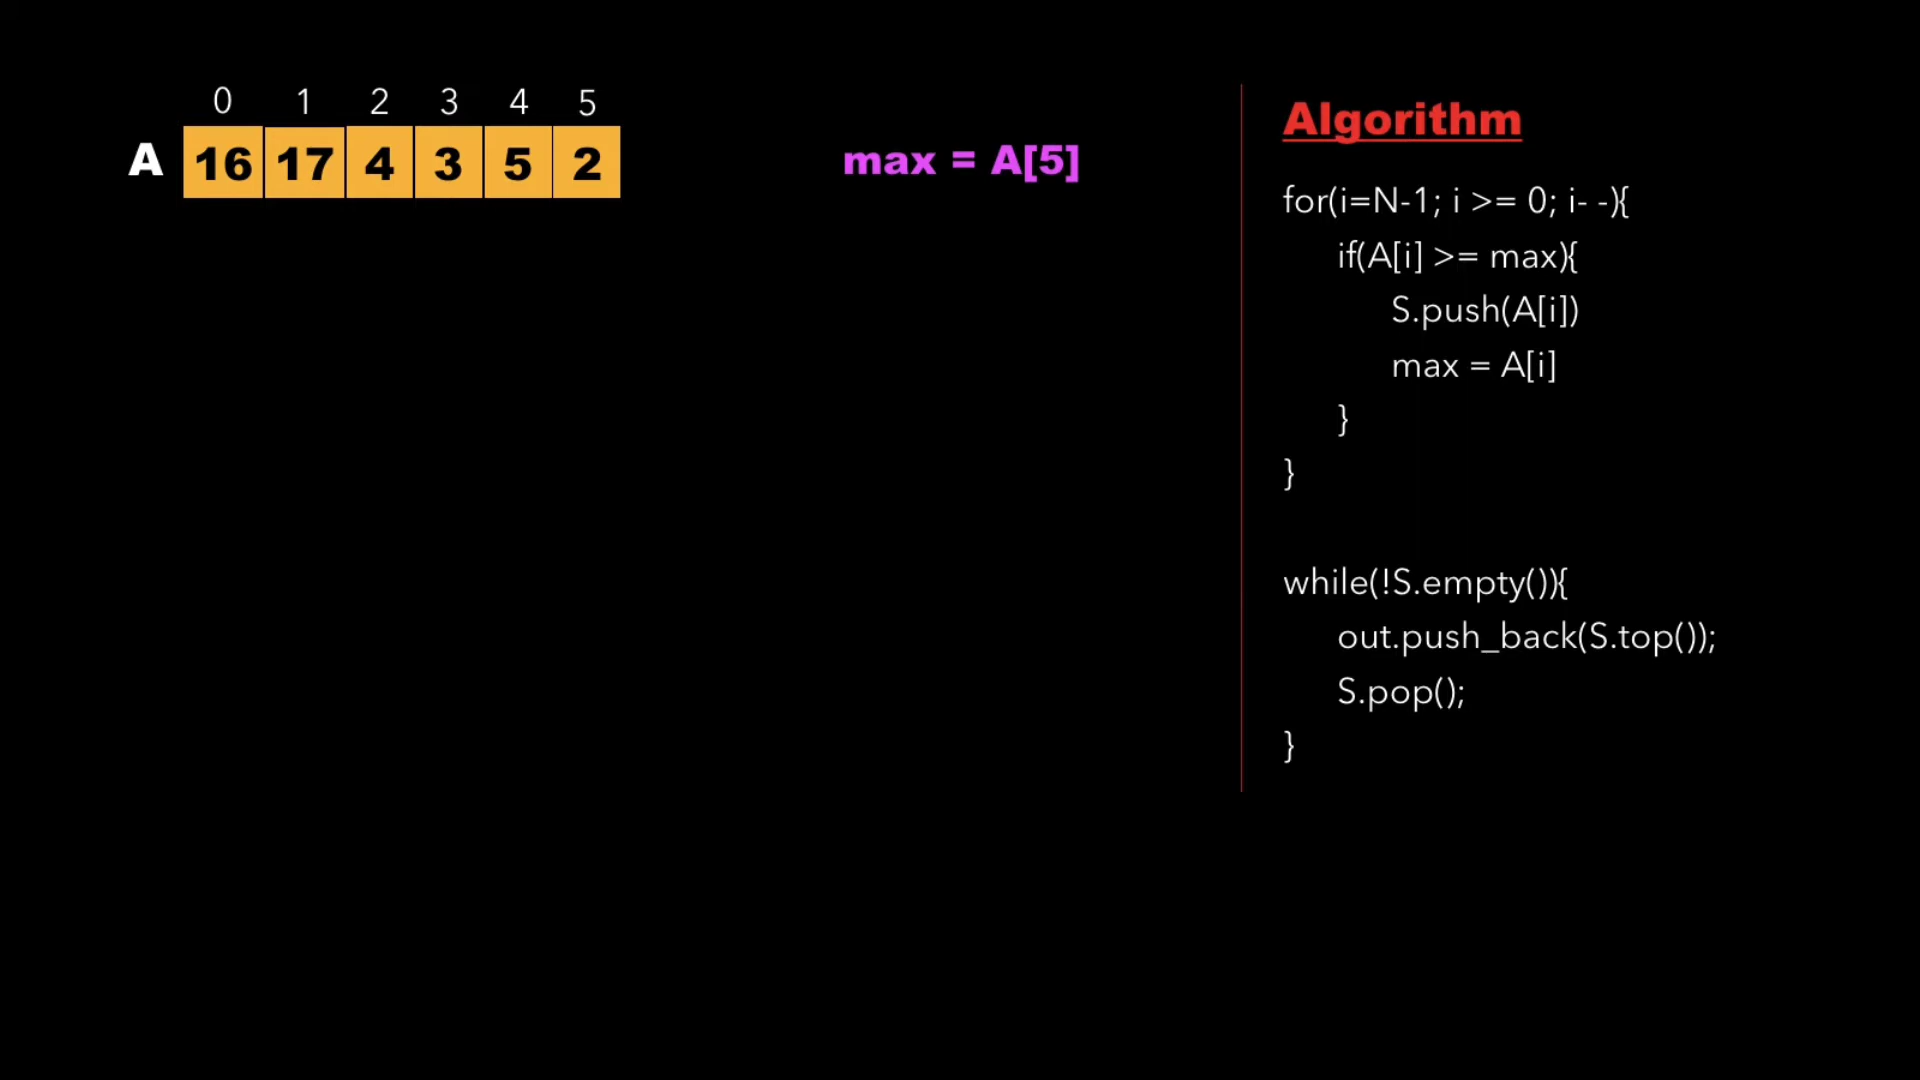 0 1 2 3 4 5
A 16 17 4 3 5 2
max = A[5]
Algorithm
for(i=N-1; i >= 0; i- -){
if(A[i] >= max){
S.push(A[i])
max = A[i]
}
}
while(!S.empty()){
out.push_back(S.top());
S.pop();
}